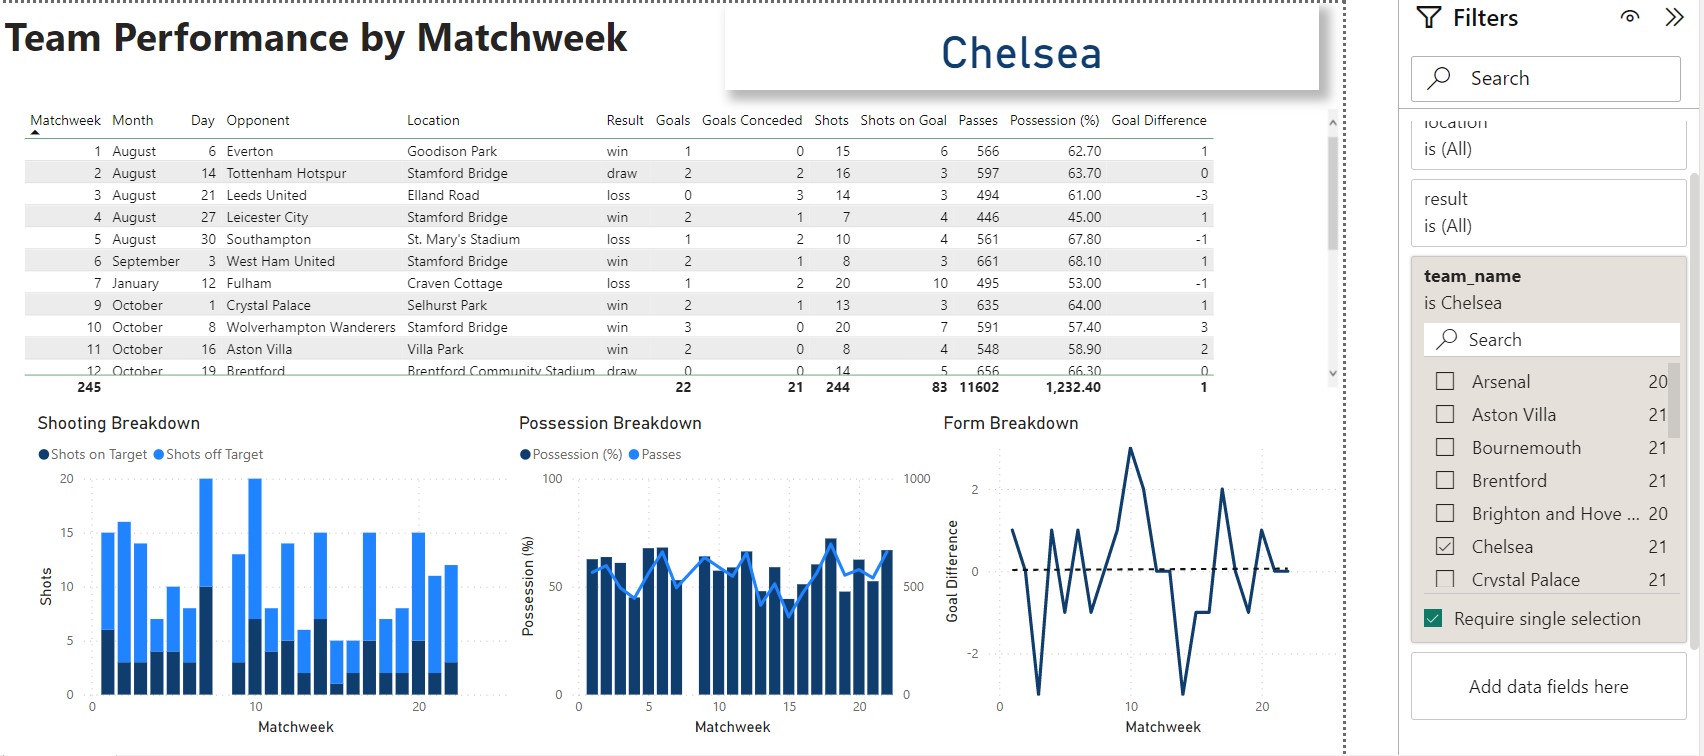 Team Performance by Matchweek
Chelsea
Matchweek Month Day Opponent Location Result Goals Goals Conceded Shots Shots on Goal Passes Possession (%) Goal Difference
1 August 6 Everton Goodison Park win 1 0 15 6 566 62.70 1
2 August 14 Tottenham Hotspur Stamford Bridge draw 2 2 16 3 597 63.70 0
3 August 21 Leeds United Elland Road loss 0 3 14 3 494 61.00 -3
4 August 27 Leicester City Stamford Bridge win 2 1 7 4 446 45.00 1
5 August 30 Southampton St. Mary's Stadium loss 1 2 10 4 561 67.80 -1
6 September 3 West Ham United Stamford Bridge win 2 1 8 3 661 68.10 1
7 January 12 Fulham Craven Cottage loss 1 2 20 10 495 53.00 -1
9 October 1 Crystal Palace Selhurst Park win 2 1 13 3 635 64.00 1
10 October 8 Wolverhampton Wanderers Stamford Bridge win 3 0 20 7 591 57.40 3
11 October 16 Aston Villa Villa Park win 2 0 8 4 548 58.90 2
12 October 19 Brentford Brentford Community Stadium draw 0 0 14 5 656 66.30 0
245 22 21 244 83 11602 1,232.40 1
Shooting Breakdown
Shots on Target Shots off Target
20
15
10
5
0
Shots
0 10 20
Matchweek
Possession Breakdown
Possession (%) Passes
100 1000
50 500
0 0
Possession (%)
0 5 10 15 20
Matchweek
Form Breakdown
2
0
-2
Goal Difference
0 10 20
Matchweek
Filters
Search
location
is (All)
result
is (All)
team_name
is Chelsea
Search
Arsenal 20
Aston Villa 21
Bournemouth 21
Brentford 21
Brighton and Hove ... 20
Chelsea 21
Crystal Palace 21
Require single selection
Add data fields here